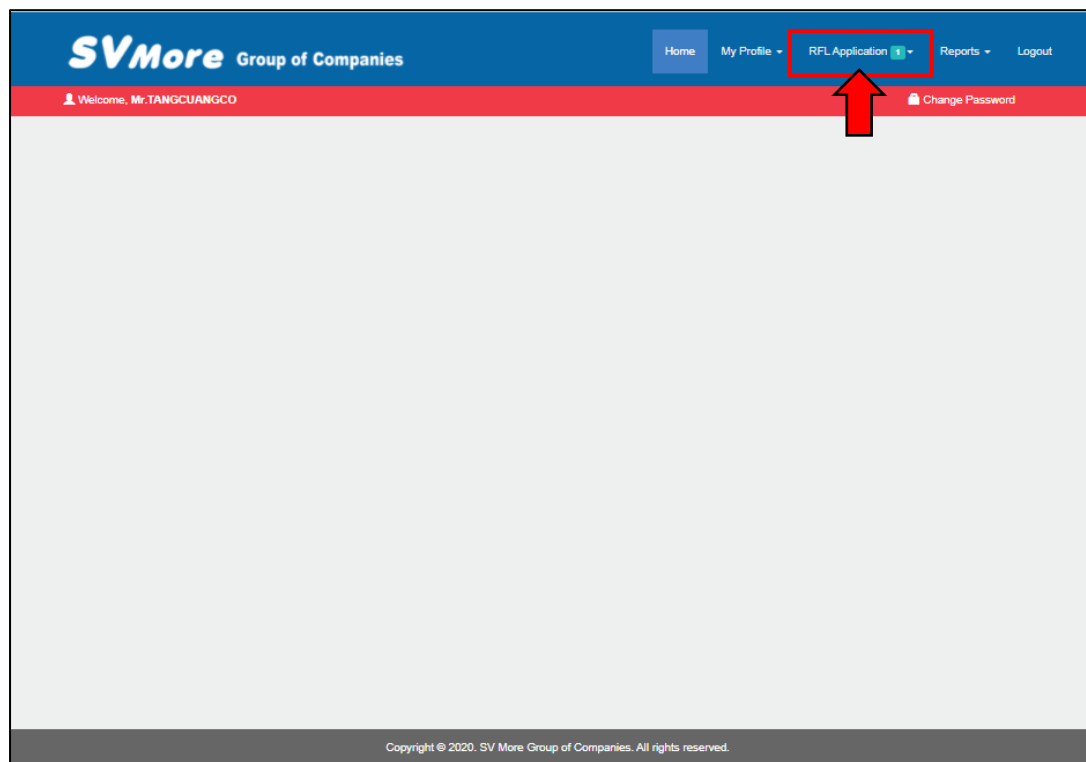 SVMore Group of Companies
Home My Profile RFL Application 1 Reports Logout
Welcome, Mr.TANGCUANGCO Change Password
Copyright © 2020. SV More Group of Companies. All rights reserved.